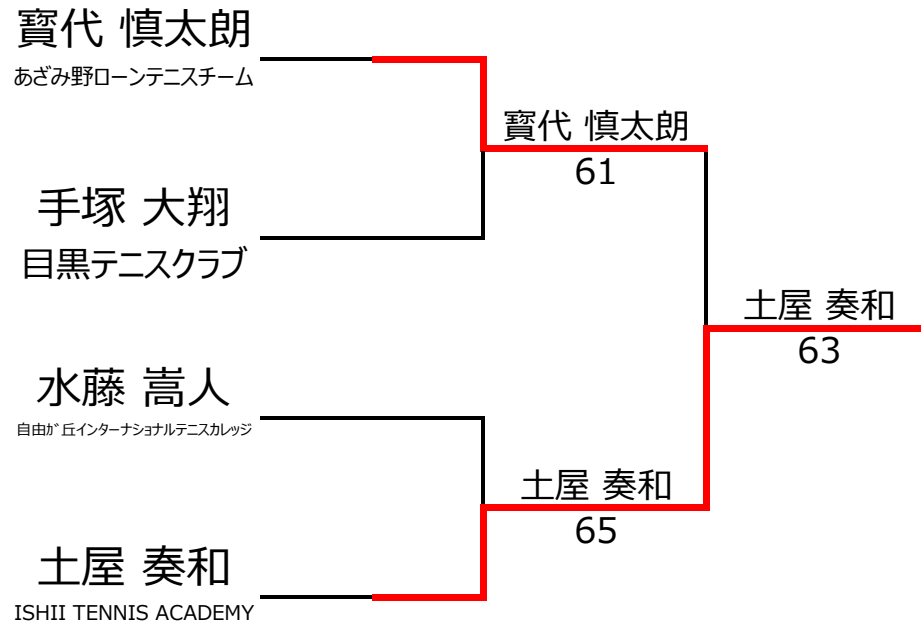 寳代 慎太朗
あざみ野ローンテニスチーム
寳代 慎太朗
61
手塚 大翔
目黒テニスクラブ
土屋 奏和
63
水藤 嵩人
自由が丘インターナショナルテニスカレッジ
土屋 奏和
65
土屋 奏和
ISHII TENNIS ACADEMY